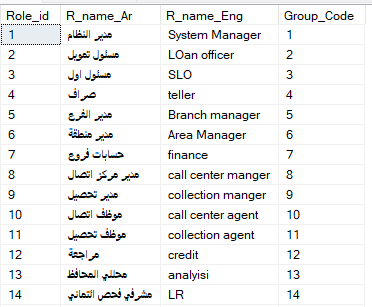 Role_id R_name_Ar R_name_Eng Group_Code
1 مدير النظام System Manager 1
2 مسئول تمويل LOan officer 2
3 مسئول اول SLO 3
4 صراف teller 4
5 مدير الفرع Branch manager 5
6 مدير منطقة Area Manager 6
7 حسابات فروع finance 7
8 مدير مركز اتصال call center manger 8
9 مدير تحصيل collection manger 9
10 موظف اتصال call center agent 10
11 موظف تحصيل collection agent 11
12 مراجعة credit 12
13 محللي المحافظ analyisi 13
14 مشرفي فحص ائتماني LR 14